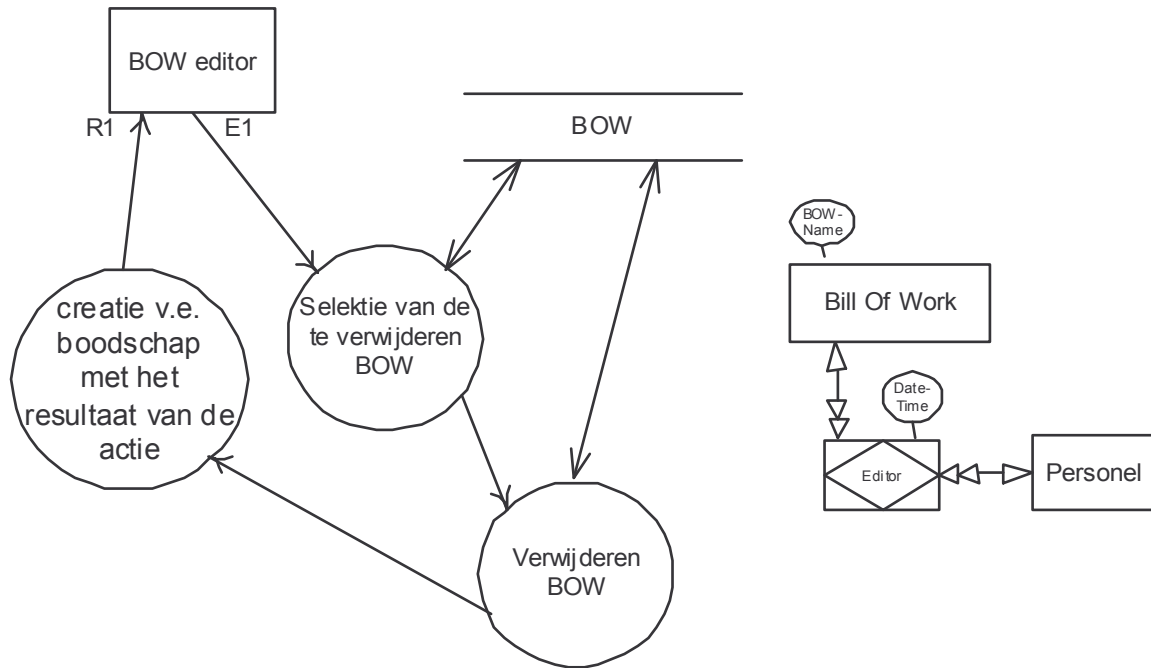 BOW editor
R1
E1
BOW
creatie v.e.
boodschap
met het
resultaat van de
actie
Selektie van de
te verwijderen
BOW
Verwijderen
BOW
BOW-
Name
Bill Of Work
Date-
Time
Editor
Personel